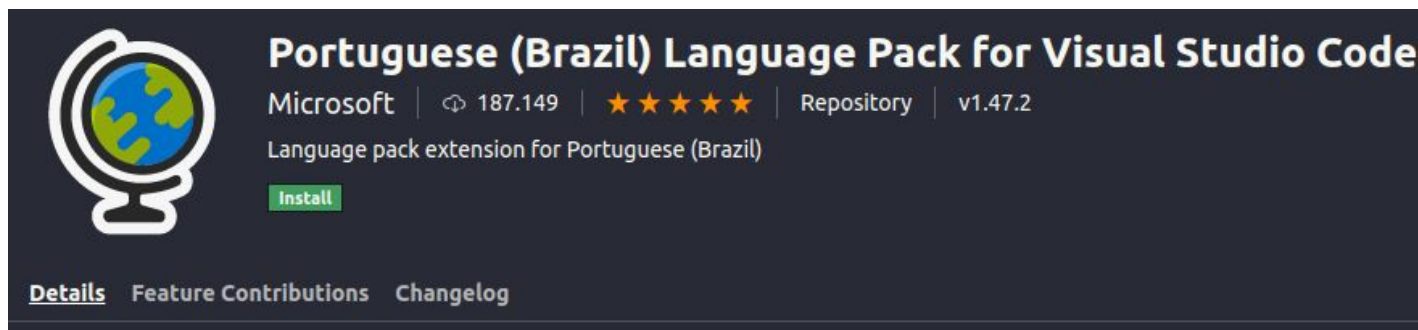 Portuguese (Brazil) Language Pack for Visual Studio Code
Microsoft 187.149 Repository v1.47.2
Language pack extension for Portuguese (Brazil)
Install
Details Feature Contributions Changelog